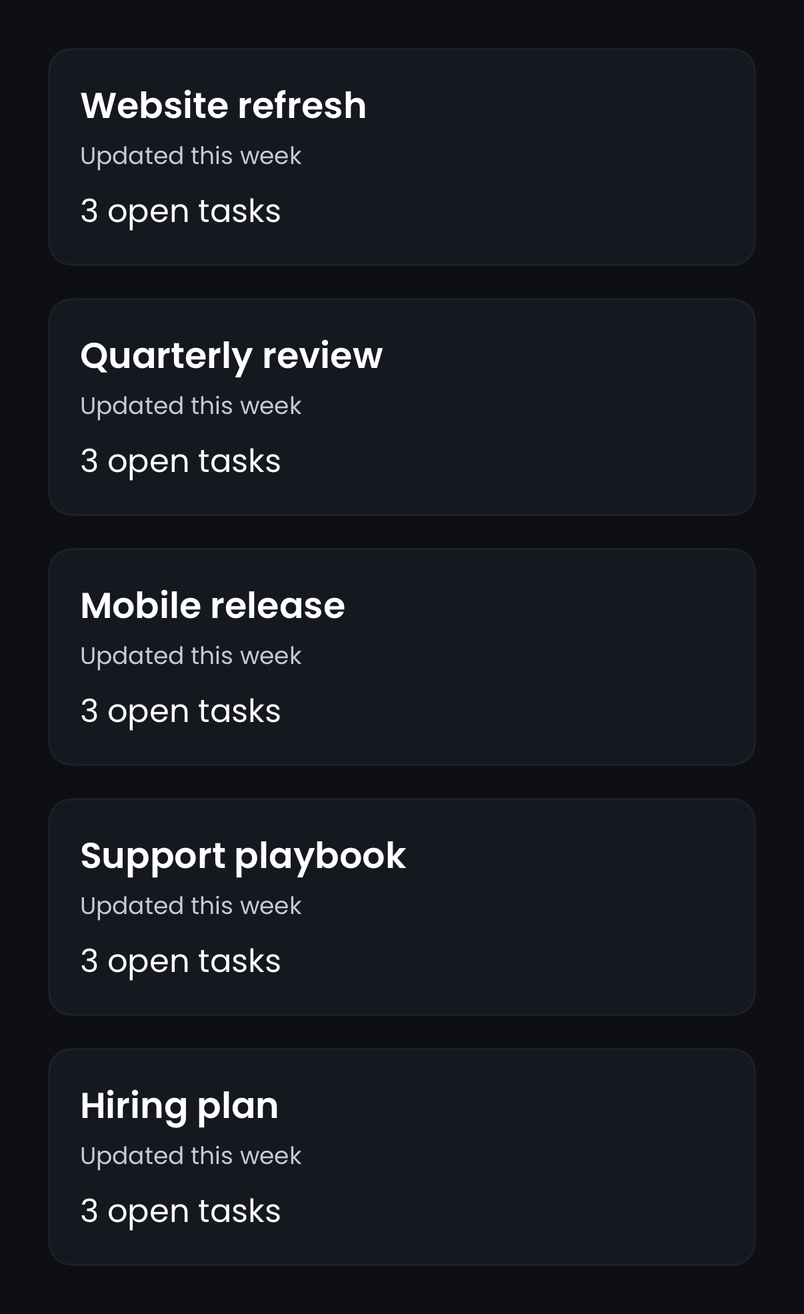 Website refresh
Updated this week
3 open tasks
Quarterly review
Updated this week
3 open tasks
Mobile release
Updated this week
3 open tasks
Support playbook
Updated this week
3 open tasks
Hiring plan
Updated this week
3 open tasks